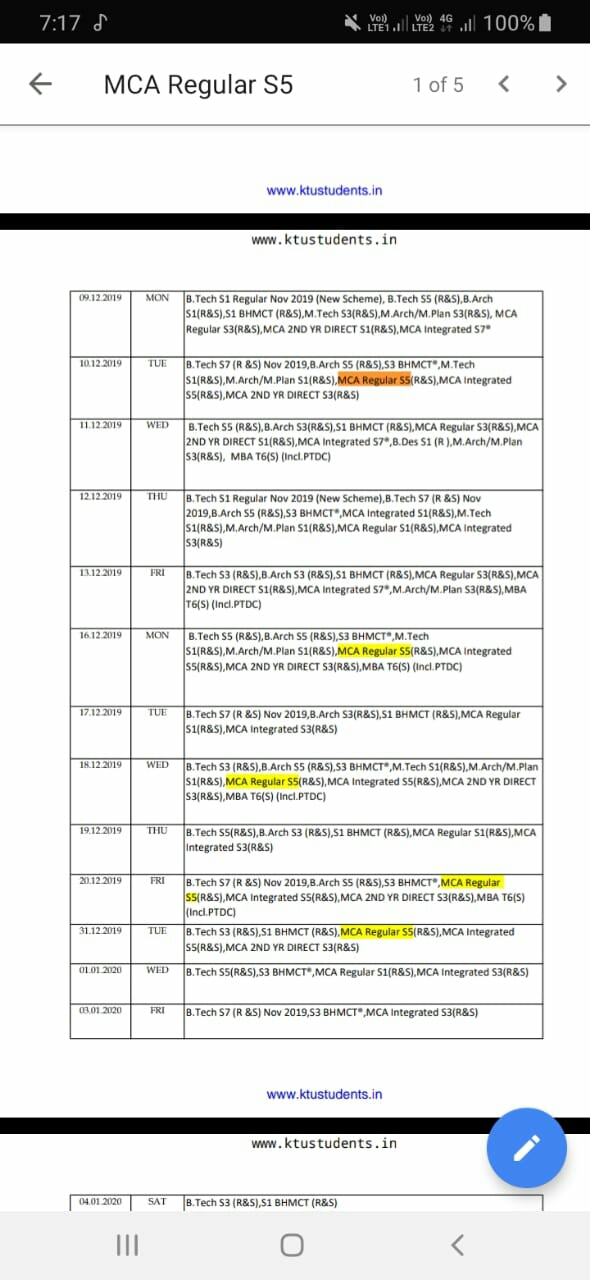 7:17
Vo)) LTE1 Vo)) LTE2 4G 100%
MCA Regular S5 1 of 5
www.ktustudents.in
www.ktustudents.in
09.12.2019 MON B.Tech S1 Regular Nov 2019 (New Scheme), B.Tech S5 (R&S),B.Arch
S1(R&S),S1 BHMCT (R&S),M.Tech S3(R&S),M.Arch/M.Plan S3(R&S), MCA
Regular S3(R&S),MCA 2ND YR DIRECT S1(R&S),MCA Integrated S7*
10.12.2019 TUE B.Tech S7 (R &S) Nov 2019,B.Arch S5 (R&S),S3 BHMCT*,M.Tech
S1(R&S),M.Arch/M.Plan S1(R&S),MCA Regular S5(R&S),MCA Integrated
S5(R&S),MCA 2ND YR DIRECT S3(R&S)
11.12.2019 WED B.Tech S5 (R&S),B.Arch S3(R&S),S1 BHMCT (R&S),MCA Regular S3(R&S),MCA
2ND YR DIRECT S1(R&S),MCA Integrated S7*,B.Des S1 (R ),M.Arch/M.Plan
S3(R&S), MBA T6(S) (Incl.PTDC)
12.12.2019 THU B.Tech S1 Regular Nov 2019 (New Scheme),B.Tech S7 (R &S) Nov
2019,B.Arch S5 (R&S),S3 BHMCT*,MCA Integrated S1(R&S),M.Tech
S1(R&S),M.Arch/M.Plan S1(R&S),MCA Regular S1(R&S),MCA Integrated
S3(R&S)
13.12.2019 FRI B.Tech S3 (R&S),B.Arch S3 (R&S),S1 BHMCT (R&S),MCA Regular S3(R&S),MCA
2ND YR DIRECT S1(R&S),MCA Integrated S7*,M.Arch/M.Plan S3(R&S),MBA
T6(S) (Incl.PTDC)
16.12.2019 MON B.Tech S5 (R&S),B.Arch S5 (R&S),S3 BHMCT*,M.Tech
S1(R&S),M.Arch/M.Plan S1(R&S),MCA Regular S5(R&S),MCA Integrated
S5(R&S),MCA 2ND YR DIRECT S3(R&S),MBA T6(S) (Incl.PTDC)
17.12.2019 TUE B.Tech S7 (R &S) Nov 2019,B.Arch S3(R&S),S1 BHMCT (R&S),MCA Regular
S1(R&S),MCA Integrated S3(R&S)
18.12.2019 WED B.Tech S3 (R&S),B.Arch S5 (R&S),S3 BHMCT*,M.Tech S1(R&S),M.Arch/M.Plan
S1(R&S),MCA Regular S5(R&S),MCA Integrated S5(R&S),MCA 2ND YR DIRECT
S3(R&S),MBA T6(S) (Incl.PTDC)
19.12.2019 THU B.Tech S5(R&S),B.Arch S3 (R&S),S1 BHMCT (R&S),MCA Regular S1(R&S),MCA
Integrated S3(R&S)
20.12.2019 FRI B.Tech S7 (R &S) Nov 2019,B.Arch S5 (R&S),S3 BHMCT*,MCA Regular
S5(R&S),MCA Integrated S5(R&S),MCA 2ND YR DIRECT S3(R&S),MBA T6(S)
(Incl.PTDC)
31.12.2019 TUE B.Tech S3 (R&S),S1 BHMCT (R&S),MCA Regular S5(R&S),MCA Integrated
S5(R&S),MCA 2ND YR DIRECT S3(R&S)
01.01.2020 WED B.Tech S5(R&S),S3 BHMCT*,MCA Regular S1(R&S),MCA Integrated S3(R&S)
03.01.2020 FRI B.Tech S7 (R &S) Nov 2019,S3 BHMCT*,MCA Integrated S3(R&S)
www.ktustudents.in
www.ktustudents.in
04.01.2020 SAT B.Tech S3 (R&S),S1 BHMCT (R&S)